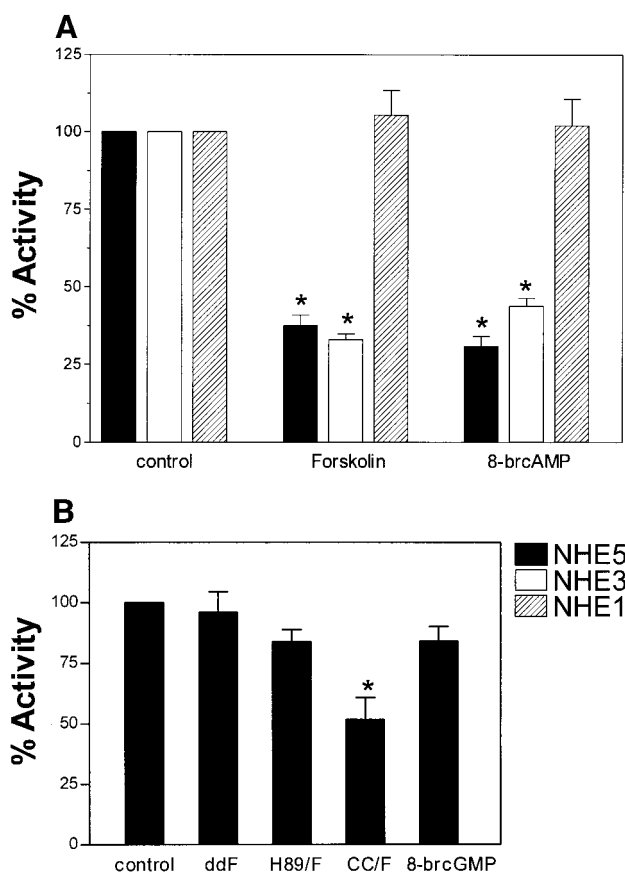 A
125
100
75
50
25
0
% Activity
* * * *
control Forskolin 8-brcAMP
B
125
100
75
50
25
0
% Activity
*
control ddF H89/F CC/F 8-brcGMP
NHE5
NHE3
NHE1